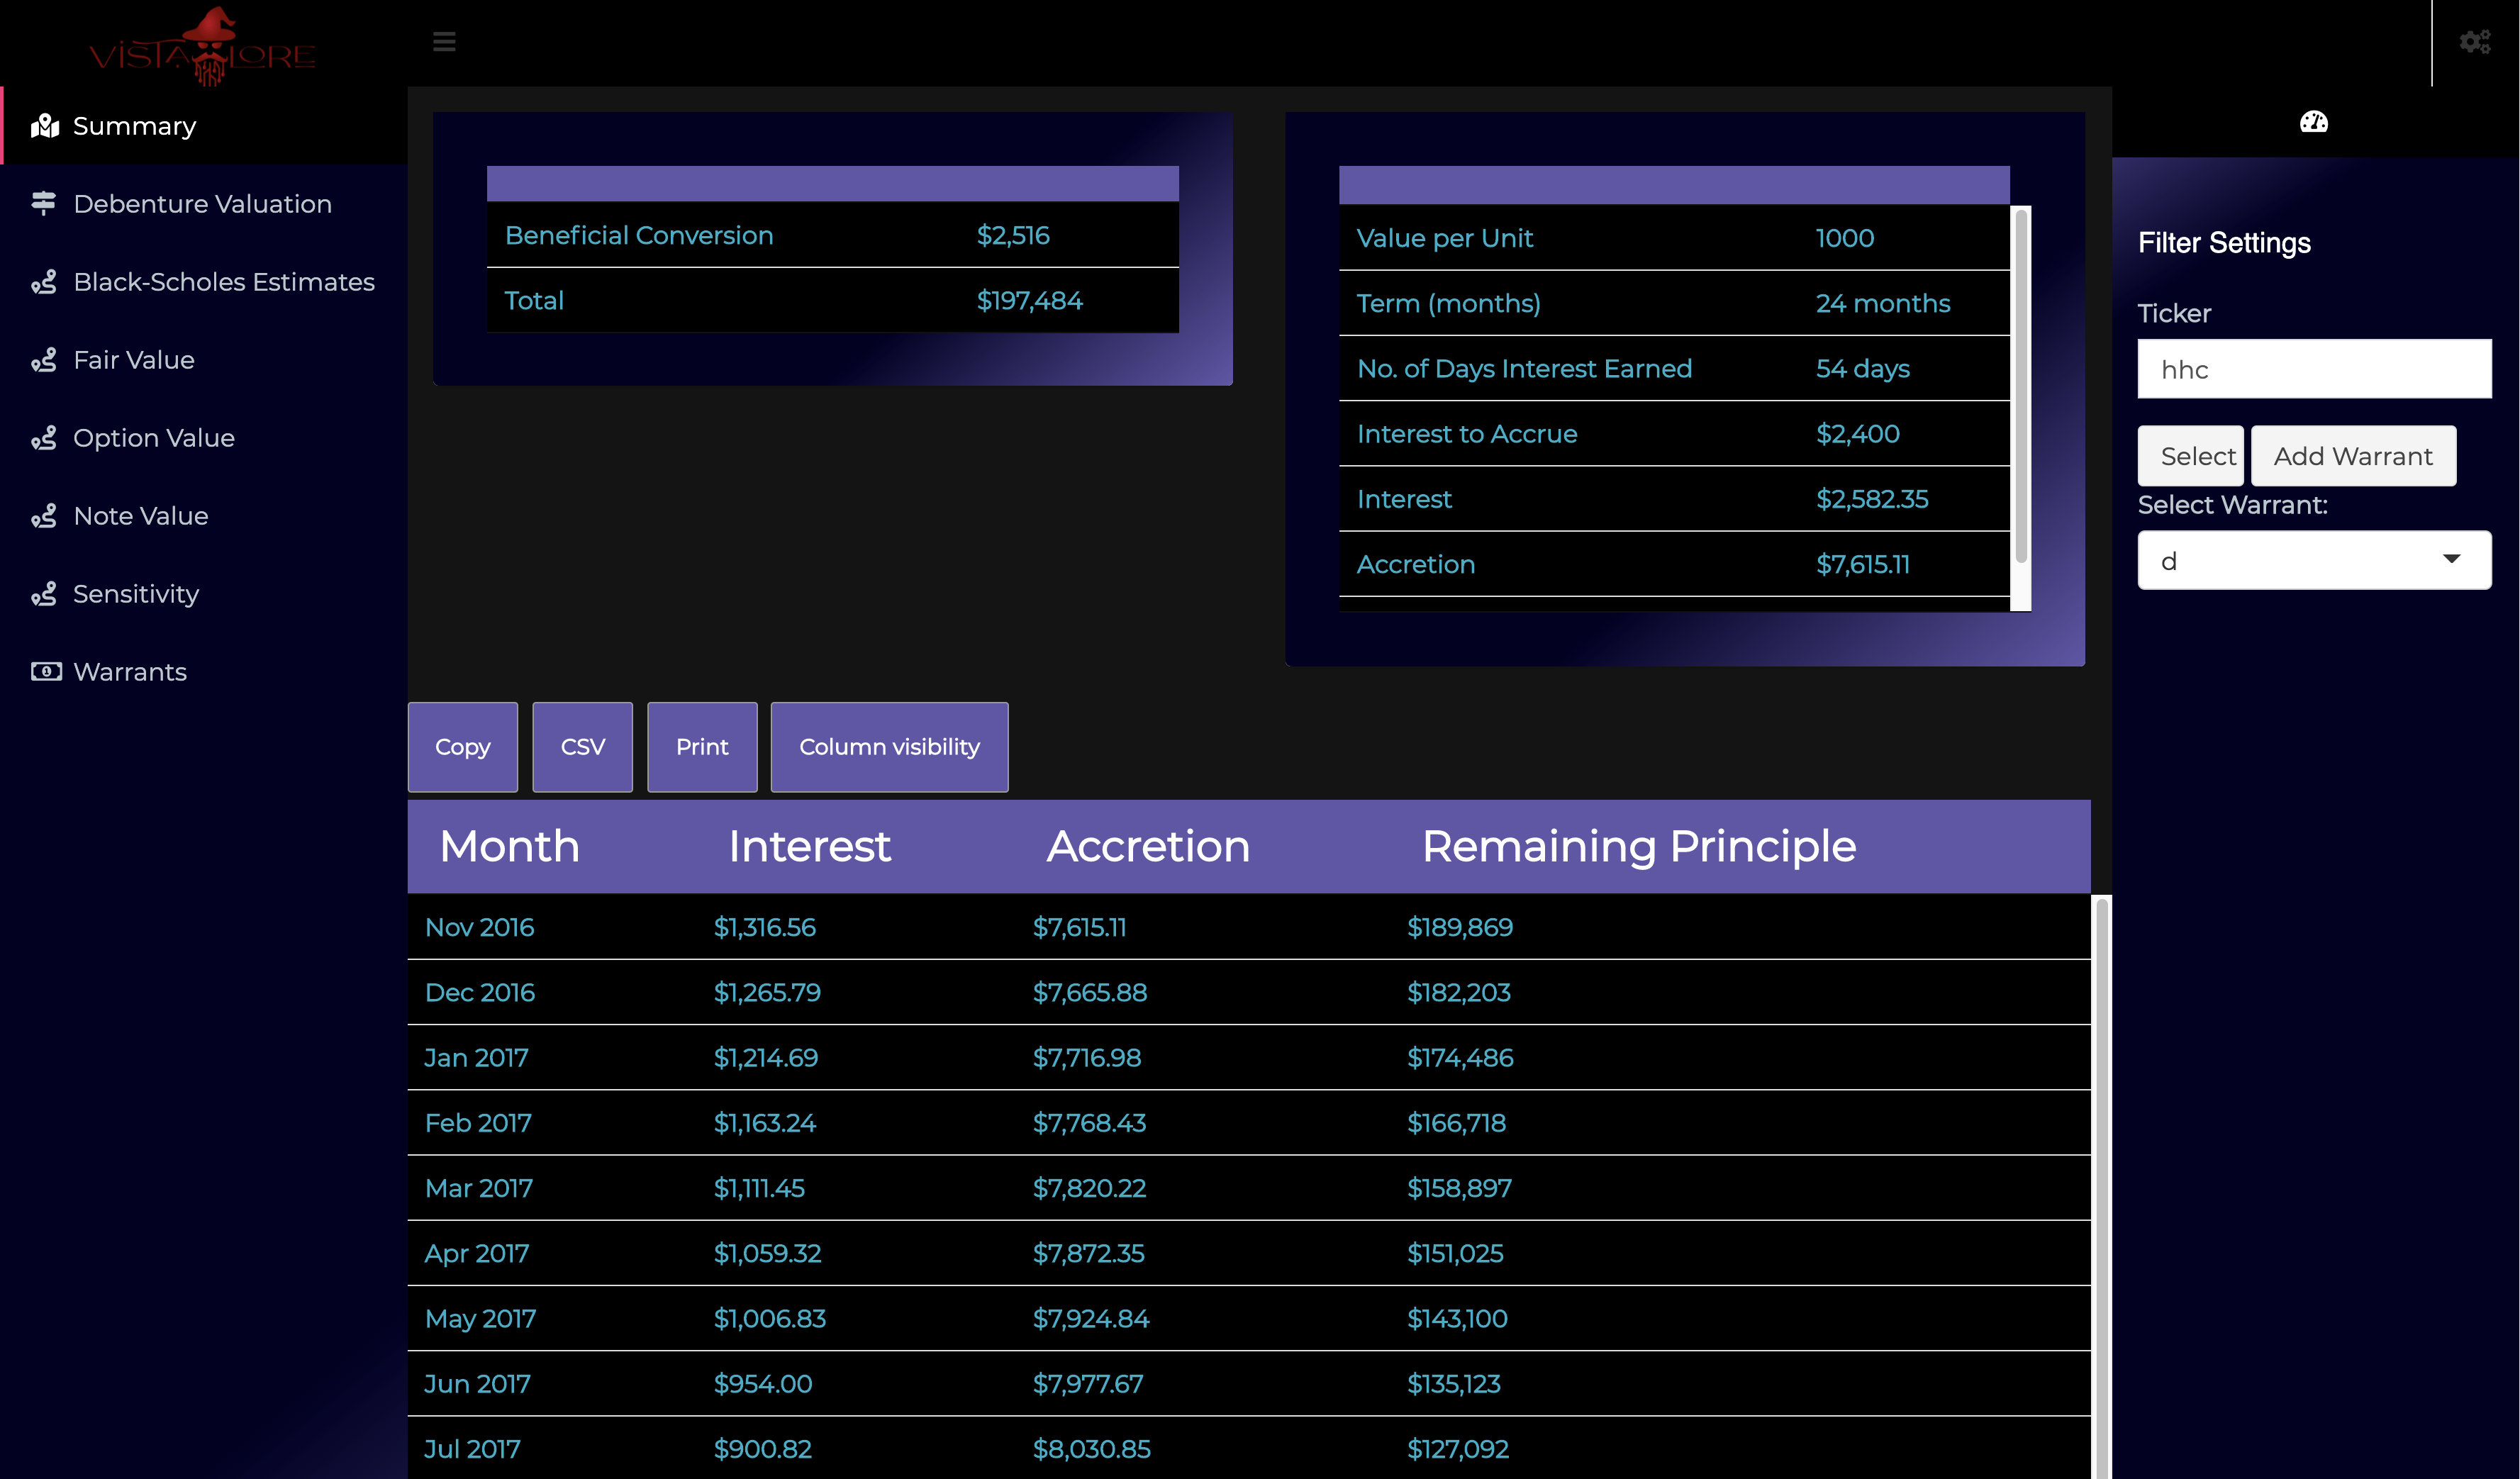 VISTA LORE
Summary
Debenture Valuation
Black-Scholes Estimates
Fair Value
Option Value
Note Value
Sensitivity
Warrants
Beneficial Conversion $2,516
Total $197,484
Value per Unit 1000
Term (months) 24 months
No. of Days Interest Earned 54 days
Interest to Accrue $2,400
Interest $2,582.35
Accretion $7,615.11
Filter Settings
Ticker
hhc
Select Add Warrant
Select Warrant:
d
Copy CSV Print Column visibility
Month Interest Accretion Remaining Principle
Nov 2016 $1,316.56 $7,615.11 $189,869
Dec 2016 $1,265.79 $7,665.88 $182,203
Jan 2017 $1,214.69 $7,716.98 $174,486
Feb 2017 $1,163.24 $7,768.43 $166,718
Mar 2017 $1,111.45 $7,820.22 $158,897
Apr 2017 $1,059.32 $7,872.35 $151,025
May 2017 $1,006.83 $7,924.84 $143,100
Jun 2017 $954.00 $7,977.67 $135,123
Jul 2017 $900.82 $8,030.85 $127,092